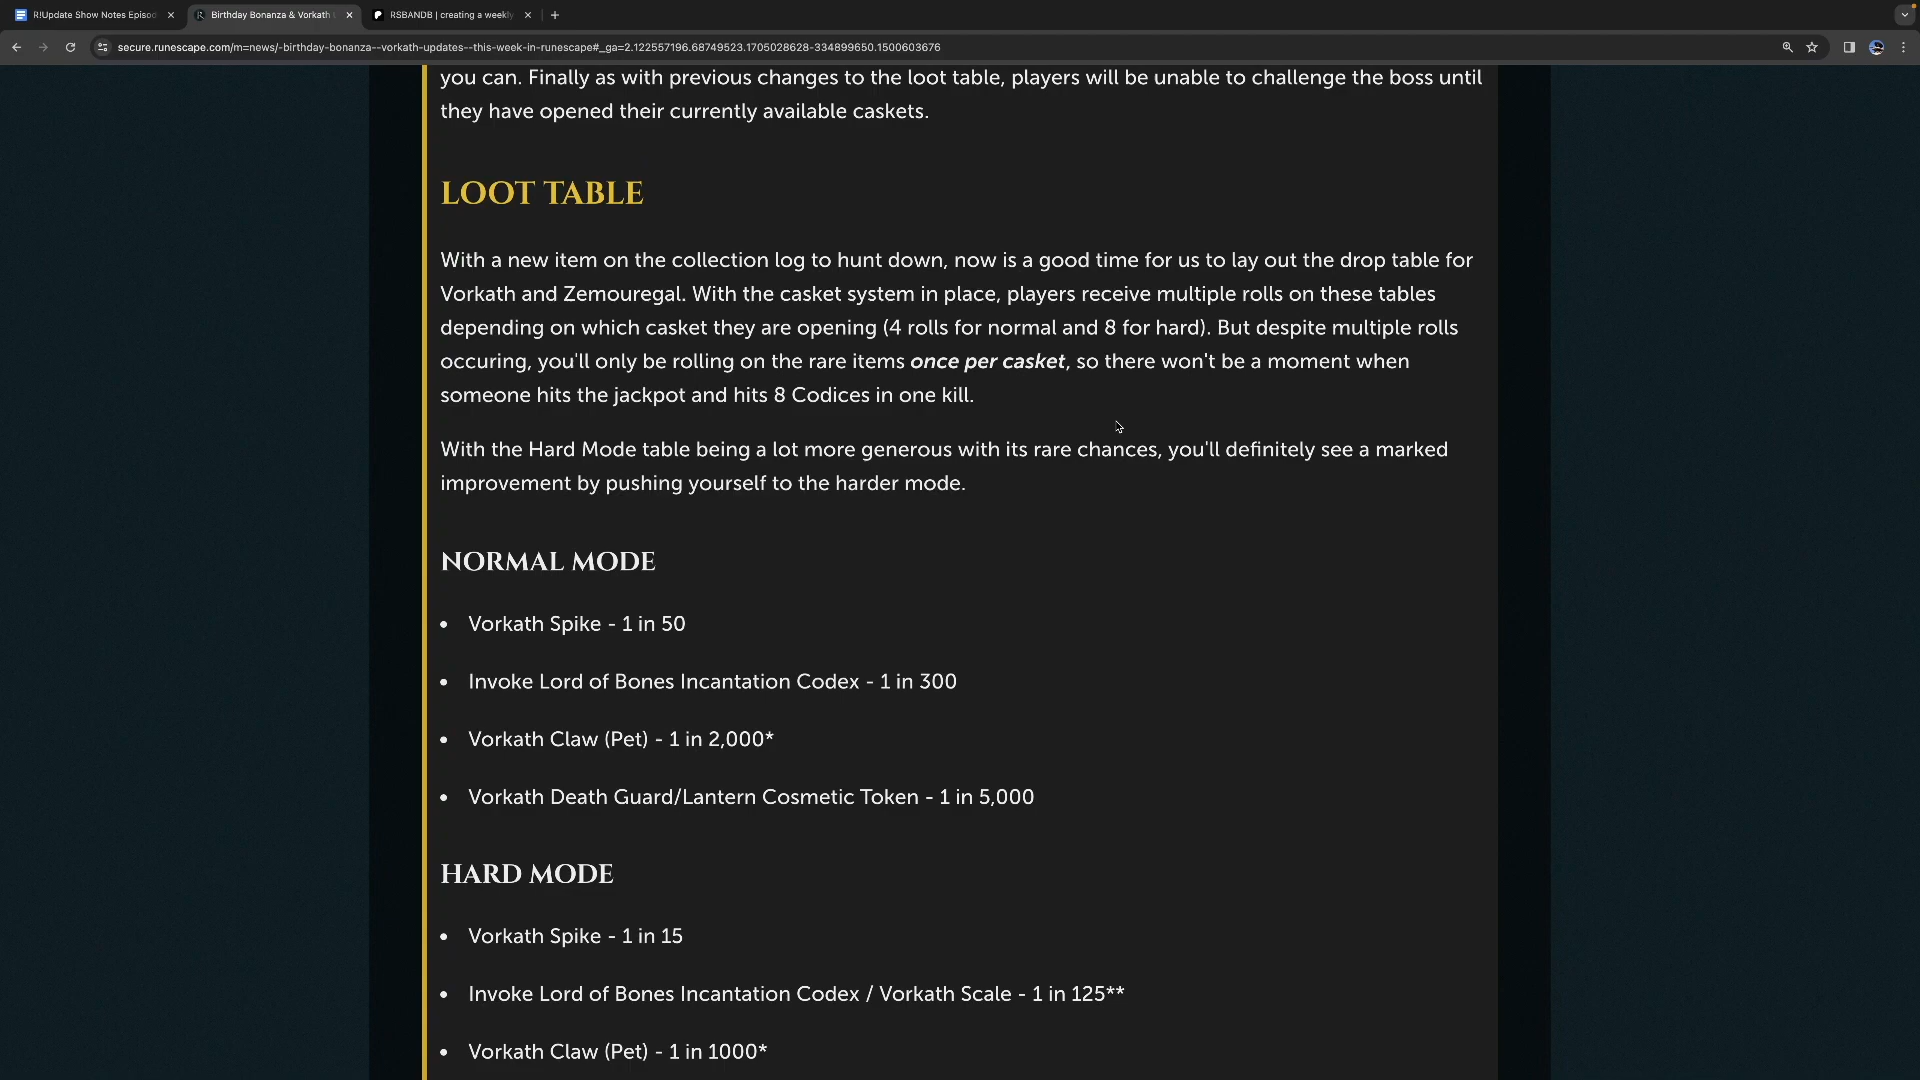 R!Update Show Notes Episod
Birthday Bonanza & Vorkath
RSBANDB | creating a weekly
secure.runescape.com/m=news/-birthday-bonanza--vorkath-updates--this-week-in-runescape#_ga=2.122557196.68749523.1705028628-334899650.1500603676
you can. Finally as with previous changes to the loot table, players will be unable to challenge the boss until
they have opened their currently available caskets.
LOOT TABLE
With a new item on the collection log to hunt down, now is a good time for us to lay out the drop table for
Vorkath and Zemouregal. With the casket system in place, players receive multiple rolls on these tables
depending on which casket they are opening (4 rolls for normal and 8 for hard). But despite multiple rolls
occuring, you'll only be rolling on the rare items once per casket, so there won't be a moment when
someone hits the jackpot and hits 8 Codices in one kill.
With the Hard Mode table being a lot more generous with its rare chances, you'll definitely see a marked
improvement by pushing yourself to the harder mode.
NORMAL MODE
• Vorkath Spike - 1 in 50
• Invoke Lord of Bones Incantation Codex - 1 in 300
• Vorkath Claw (Pet) - 1 in 2,000*
• Vorkath Death Guard/Lantern Cosmetic Token - 1 in 5,000
HARD MODE
• Vorkath Spike - 1 in 15
• Invoke Lord of Bones Incantation Codex / Vorkath Scale - 1 in 125**
• Vorkath Claw (Pet) - 1 in 1000*